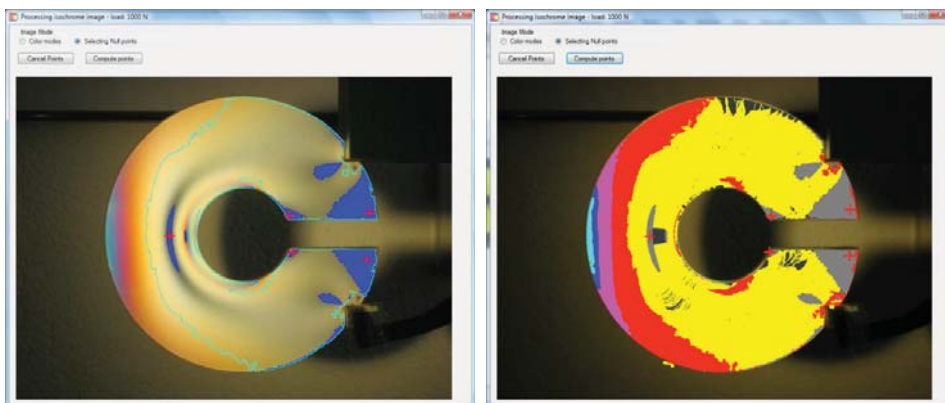 Processing isochrome image - load: 1000 N
Image Mode
Color modes Selecting Null points
Cancel Points Compute points
Processing isochrome image - load: 1000 N
Image Mode
Color modes Selecting Null points
Cancel Points Compute points